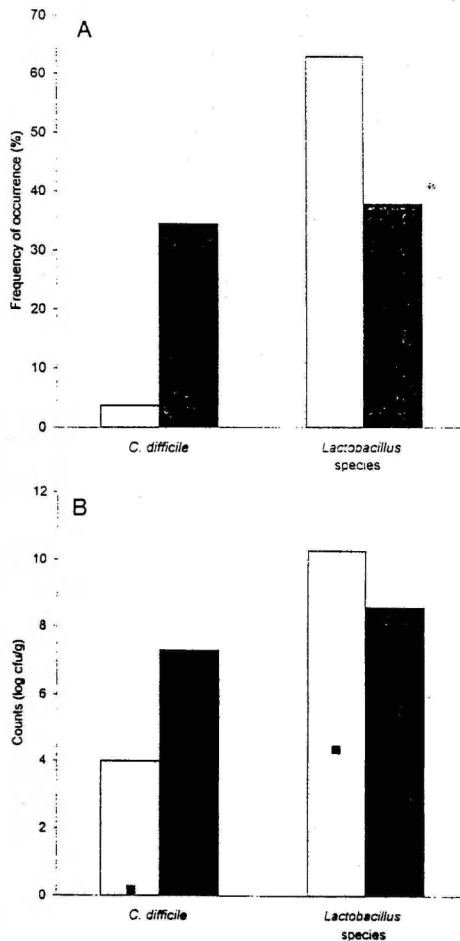 A
70
60
50
40
30
20
10
0
Frequency of occurrence (%)
C. difficile
Lactobacillus
species
B
12
10
8
6
4
2
0
Counts (log cfu/g)
C. difficile
Lactobacillus
species